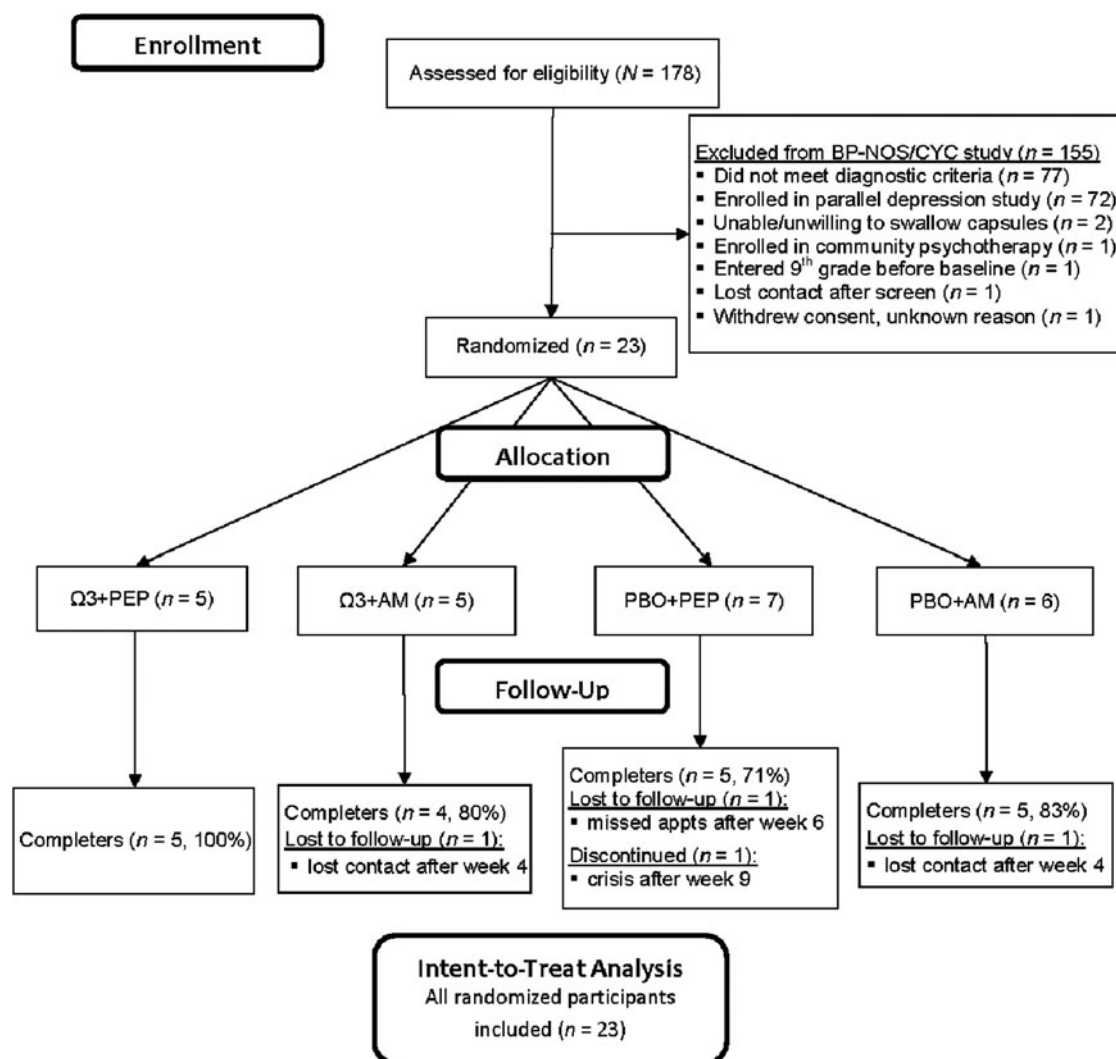 Enrollment
Assessed for eligibility (N = 178)
Excluded from BP-NOS/CYC study (n = 155)
▪ Did not meet diagnostic criteria (n = 77)
▪ Enrolled in parallel depression study (n = 72)
▪ Unable/unwilling to swallow capsules (n = 2)
▪ Enrolled in community psychotherapy (n = 1)
▪ Entered 9th grade before baseline (n = 1)
▪ Lost contact after screen (n = 1)
▪ Withdrew consent, unknown reason (n = 1)
Randomized (n = 23)
Allocation
Ω3+PEP (n = 5)
Ω3+AM (n = 5)
PBO+PEP (n = 7)
PBO+AM (n = 6)
Follow-Up
Completers (n = 5, 100%)
Completers (n = 4, 80%)
Lost to follow-up (n = 1):
▪ lost contact after week 4
Completers (n = 5, 71%)
Lost to follow-up (n = 1):
▪ missed appts after week 6
Discontinued (n = 1):
▪ crisis after week 9
Completers (n = 5, 83%)
Lost to follow-up (n = 1):
▪ lost contact after week 4
Intent-to-Treat Analysis
All randomized participants
included (n = 23)